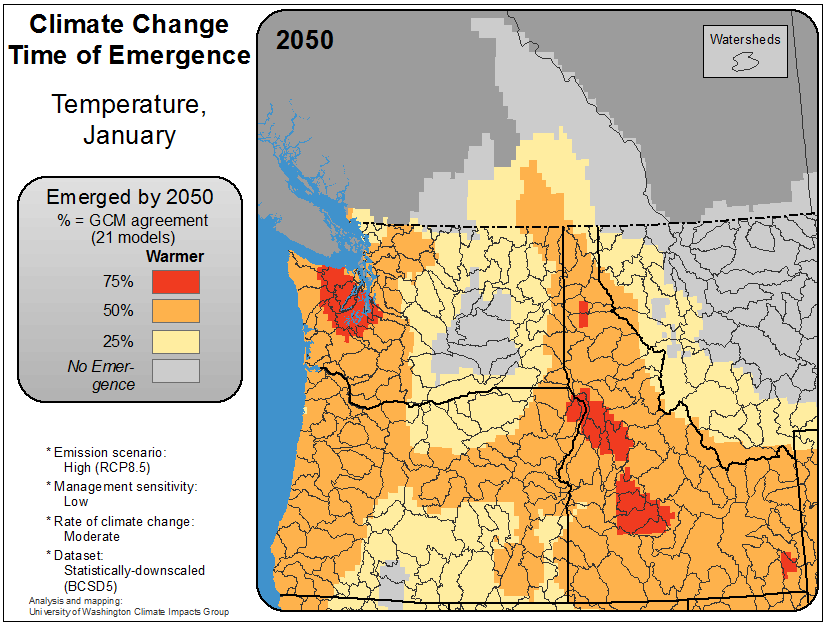 Climate Change
Time of Emergence
Temperature,
January
Emerged by 2050
% = GCM agreement
(21 models)
Warmer
75%
50%
25%
No Emer-
gence
* Emission scenario:
High (RCP8.5)
* Management sensitivity:
Low
* Rate of climate change:
Moderate
* Dataset:
Statistically-downscaled
(BCSD5)
Analysis and mapping:
University of Washington Climate Impacts Group
2050
Watersheds